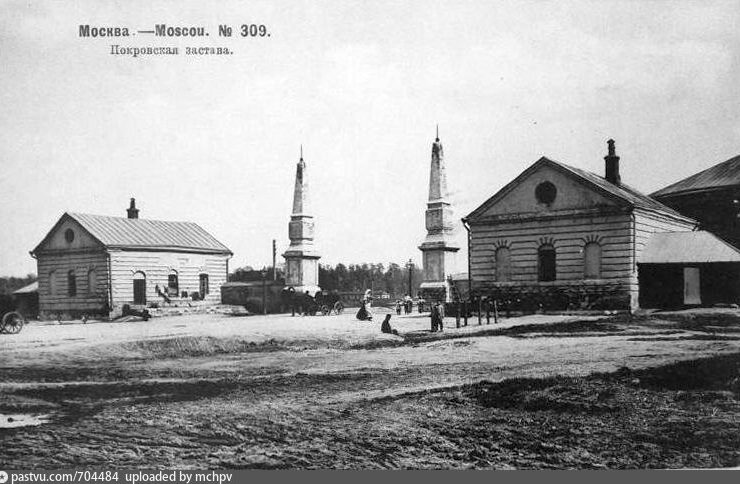 Москва.—Moscou. № 309.
Покровская застава.
pastvu.com/704484 uploaded by mchpv